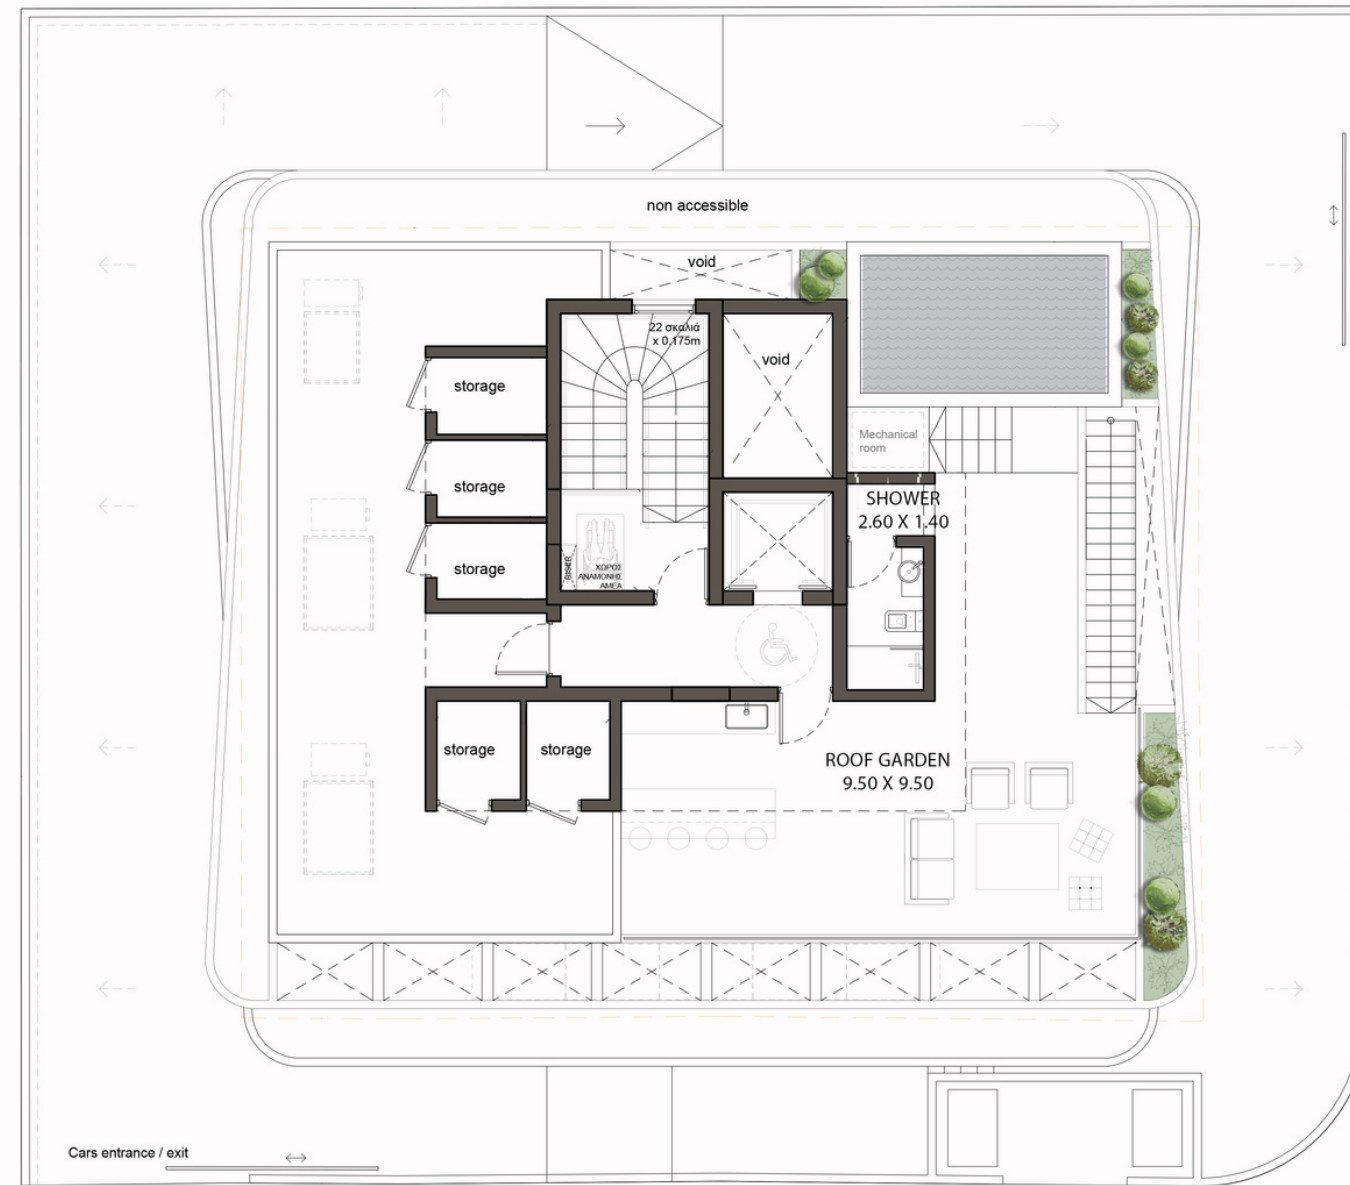 non accessible
void
22 σκαλιά
x 0.175m
void
storage
Mechanical
room
storage
SHOWER
2.60 X 1.40
storage
ΧΩΡΟΣ
ΑΝΑΜΟΝΗΣ
ΑΜΕΑ
storage
storage
ROOF GARDEN
9.50 X 9.50
Cars entrance / exit